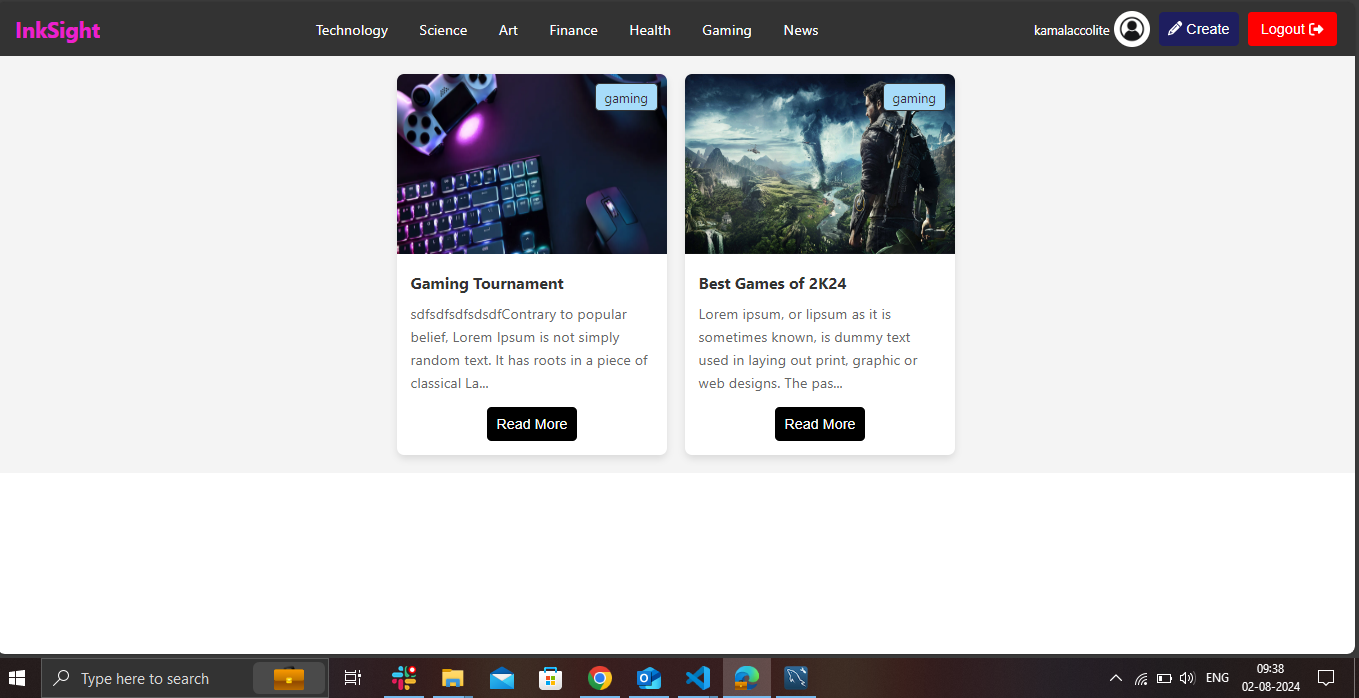 InkSight
Technology Science Art Finance Health Gaming News
kamalaccolite Create Logout
gaming
gaming
Gaming Tournament
sdfsdfsdfsdsdfContrary to popular
belief, Lorem Ipsum is not simply
random text. It has roots in a piece of
classical La...
Read More
Best Games of 2K24
Lorem ipsum, or lipsum as it is
sometimes known, is dummy text
used in laying out print, graphic or
web designs. The pas...
Read More
Type here to search
ENG
09:38
02-08-2024